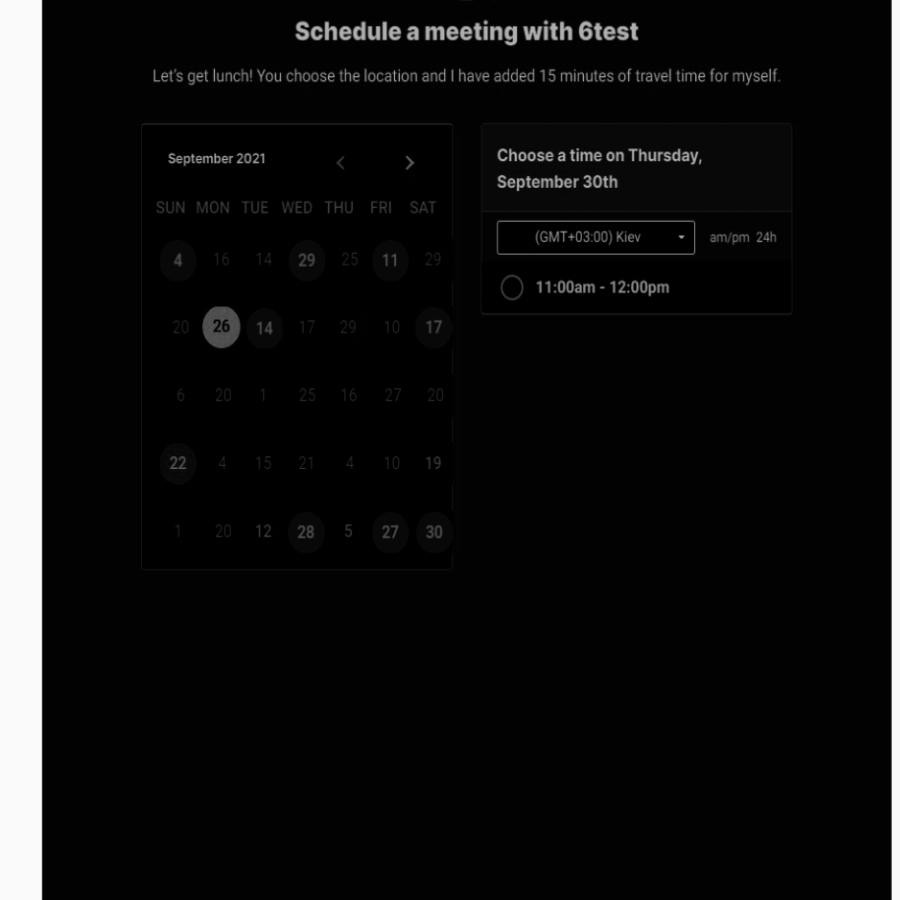 Schedule a meeting with 6test
Let's get lunch! You choose the location and I have added 15 minutes of travel time for myself.
September 2021
SUN MON TUE WED THU FRI SAT
4 16 14 29 25 11 29
20 26 14 17 29 10 17
6 20 1 25 16 27 20
22 4 15 21 4 10 19
1 20 12 28 5 27 30
Choose a time on Thursday,
September 30th
(GMT+03:00) Kiev am/pm 24h
11:00am - 12:00pm